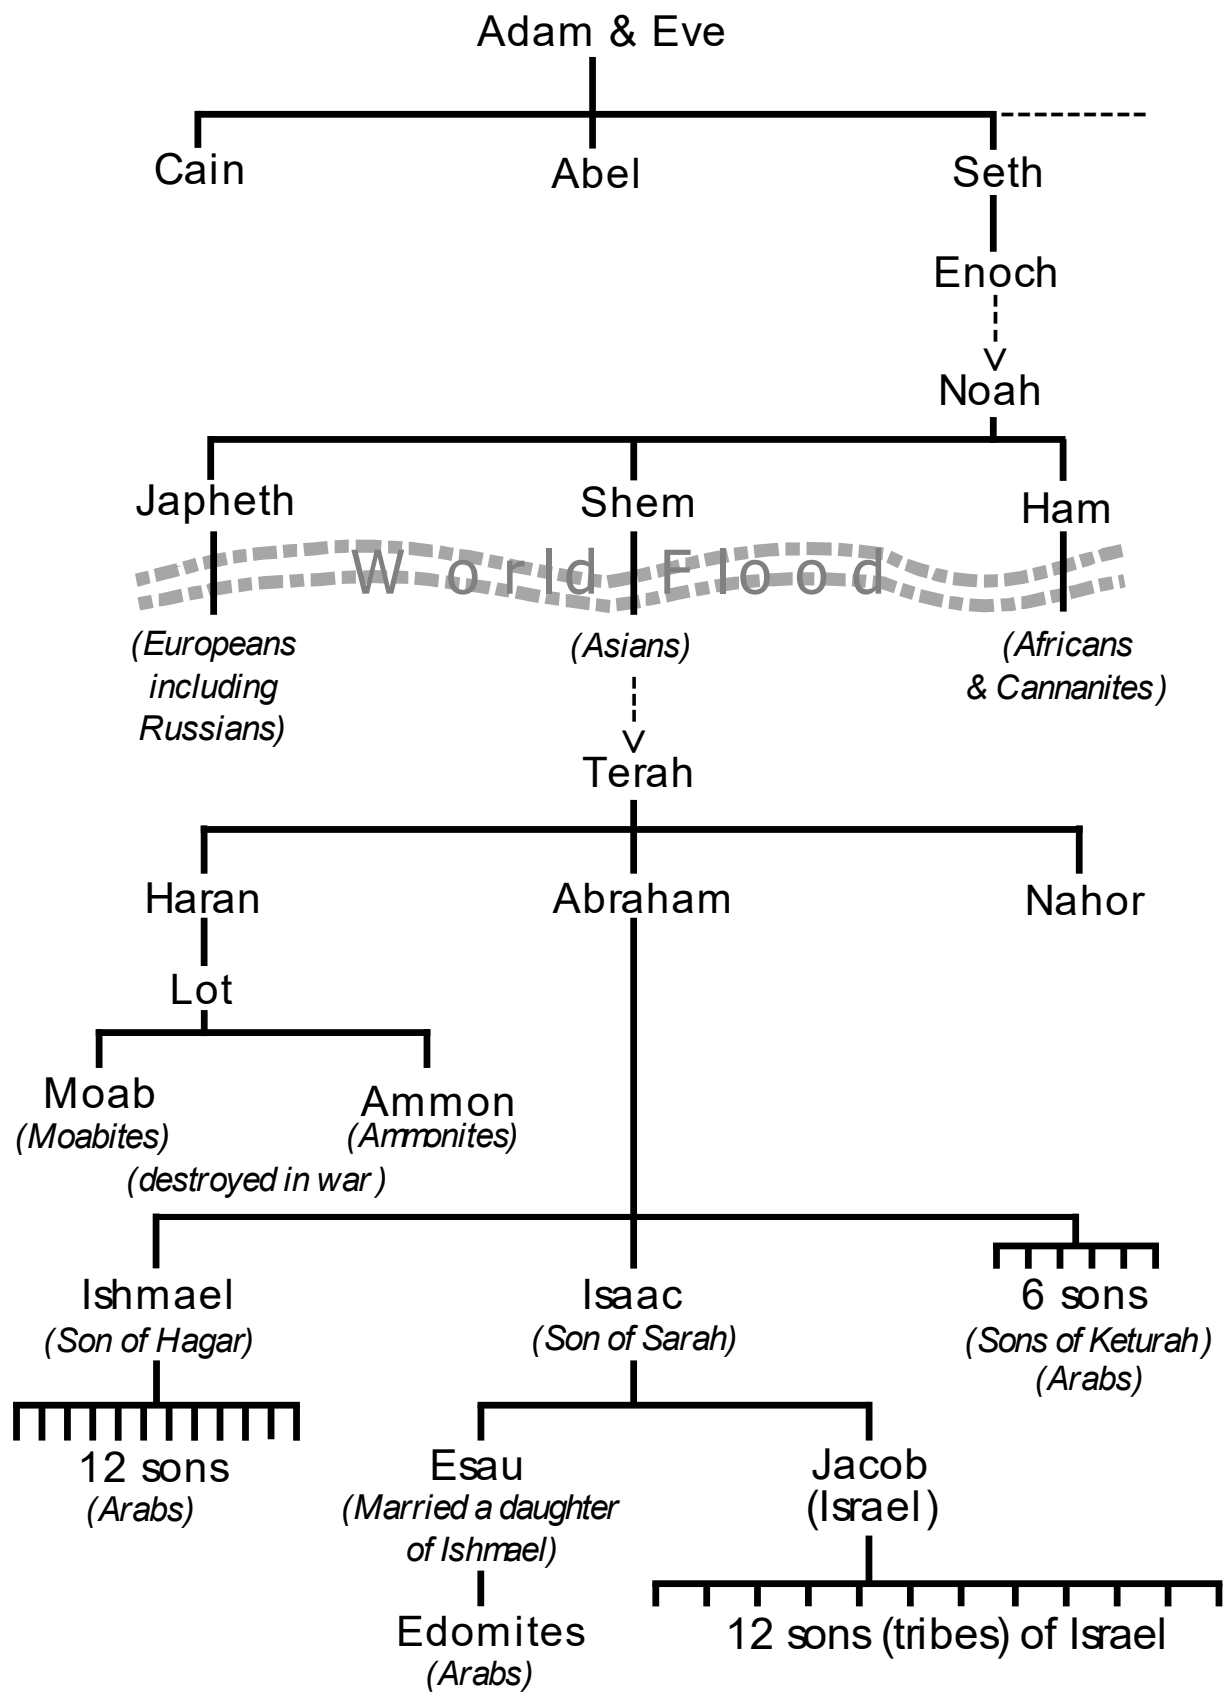 Adam & Eve
Cain
Abel
Seth
Enoch
Noah
Japheth
Shem
Ham
World Flood
(Europeans
including
Russians)
(Asians)
(Africans
& Cannanites)
Terah
Haran
Abraham
Nahor
Lot
Moab
(Moabites)
Ammon
(Ammonites)
(destroyed in war)
Ishmael
(Son of Hagar)
Isaac
(Son of Sarah)
6 sons
(Sons of Keturah)
(Arabs)
12 sons
(Arabs)
Esau
(Married a daughter
of Ishmael)
Jacob
(Israel)
Edomites
(Arabs)
12 sons (tribes) of Israel